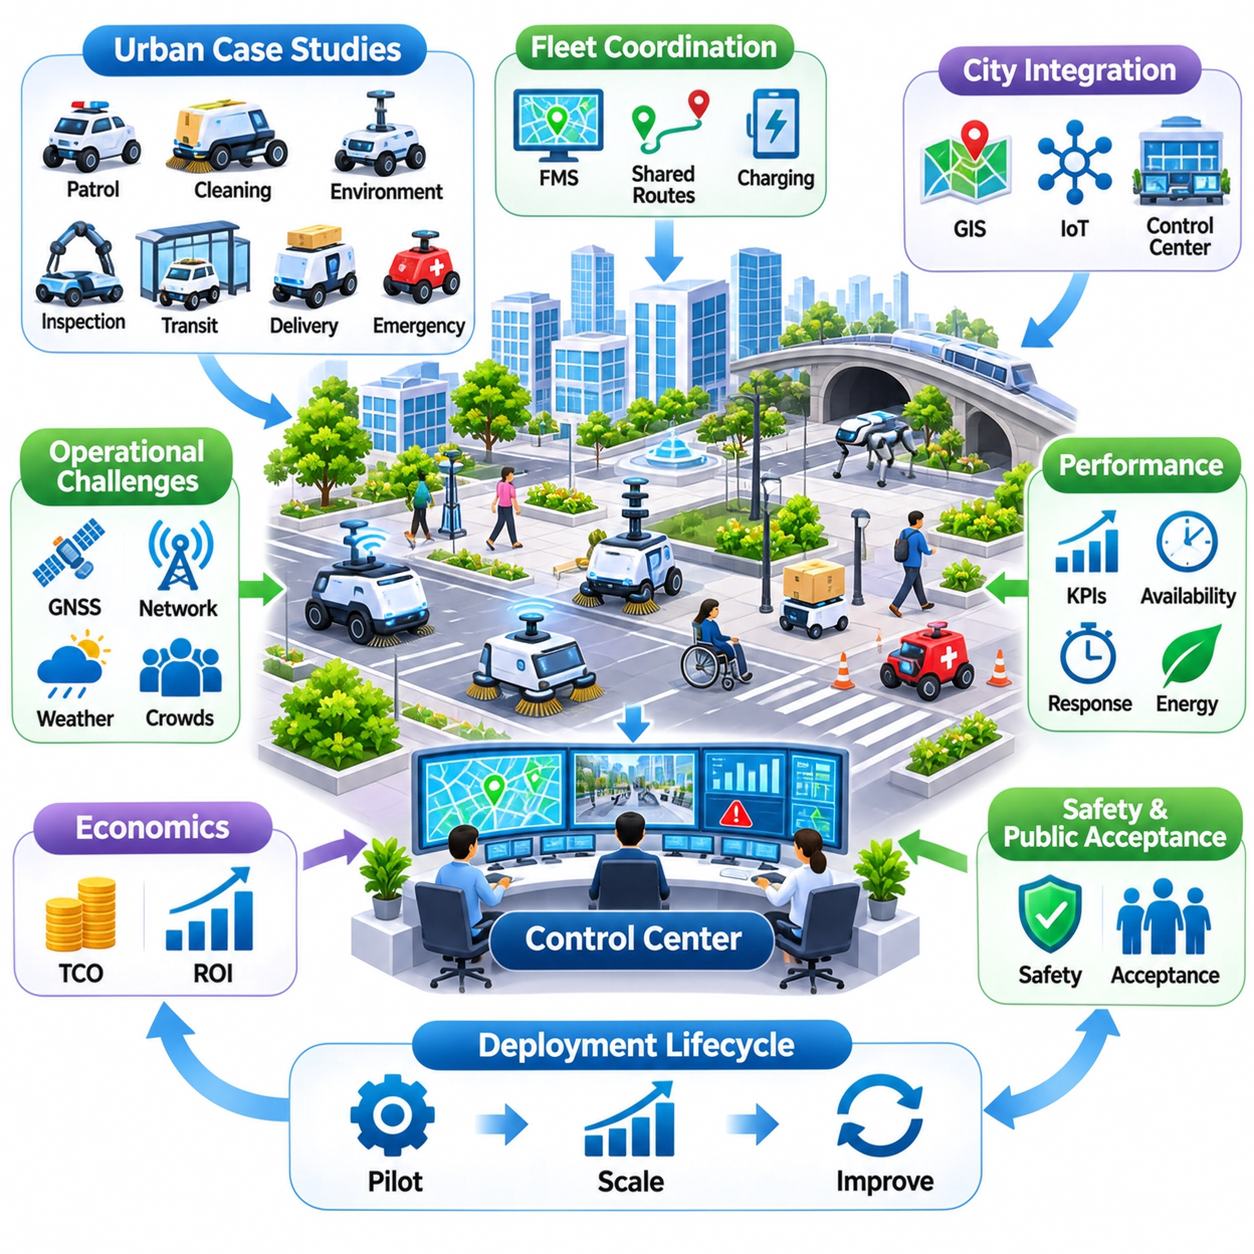 Urban Case Studies
Patrol
Cleaning
Environment
Inspection
Transit
Delivery
Emergency
Fleet Coordination
FMS
Shared
Routes
Charging
City Integration
GIS
IoT
Control
Center
Operational
Challenges
GNSS
Network
Weather
Crowds
Performance
KPIs
Availability
Response
Energy
Economics
TCO
ROI
Safety &
Public Acceptance
Safety
Acceptance
Control Center
Deployment Lifecycle
Pilot
Scale
Improve